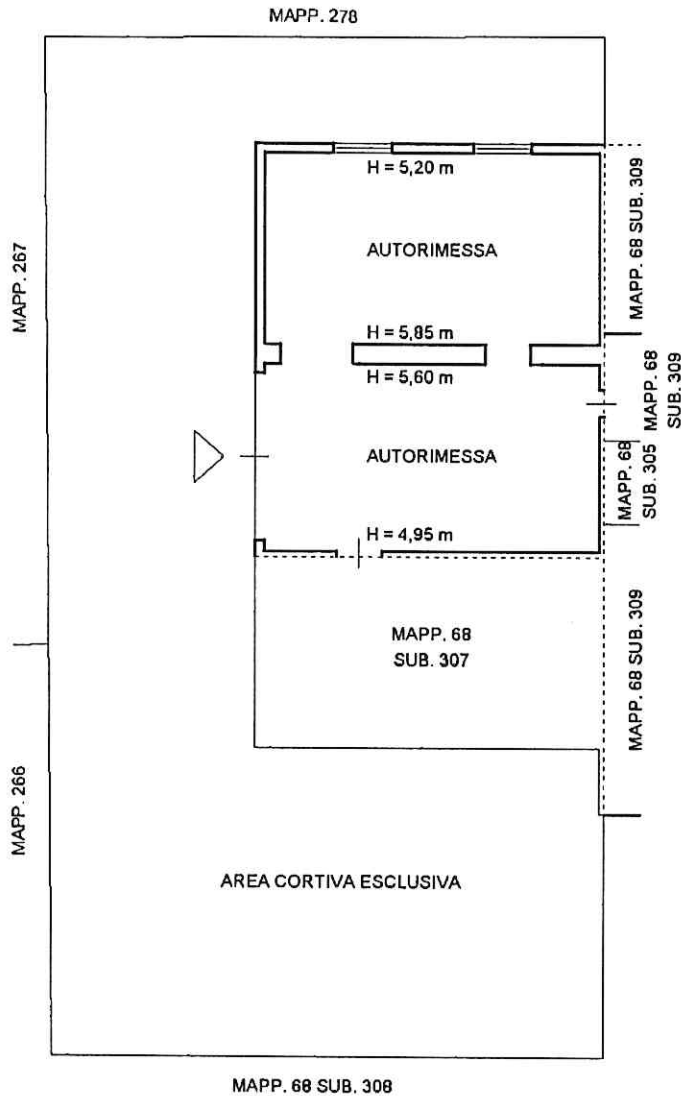 MAPP. 278
H = 5,20 m
MAPP. 68 SUB. 309
MAPP. 267
AUTORIMESSA
H = 5,85 m
H = 5,60 m
MAPP. 68
SUB. 309
AUTORIMESSA
MAPP. 68
SUB. 305
H = 4,95 m
MAPP. 68
SUB. 307
MAPP. 68 SUB. 309
MAPP. 266
AREA CORTIVA ESCLUSIVA
MAPP. 68 SUB. 308